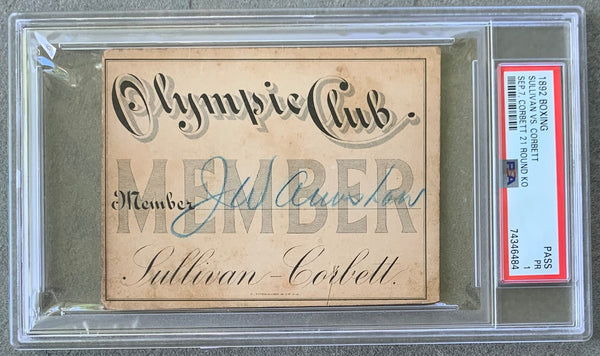 Olympic Club.
MEMBER
Member
Sullivan-Corbett.
1892 BOXING
SULLIVAN VS. CORBETT
SEP.7, CORBETT 21 ROUND KO
PSA
PASS
PR 1
74346484